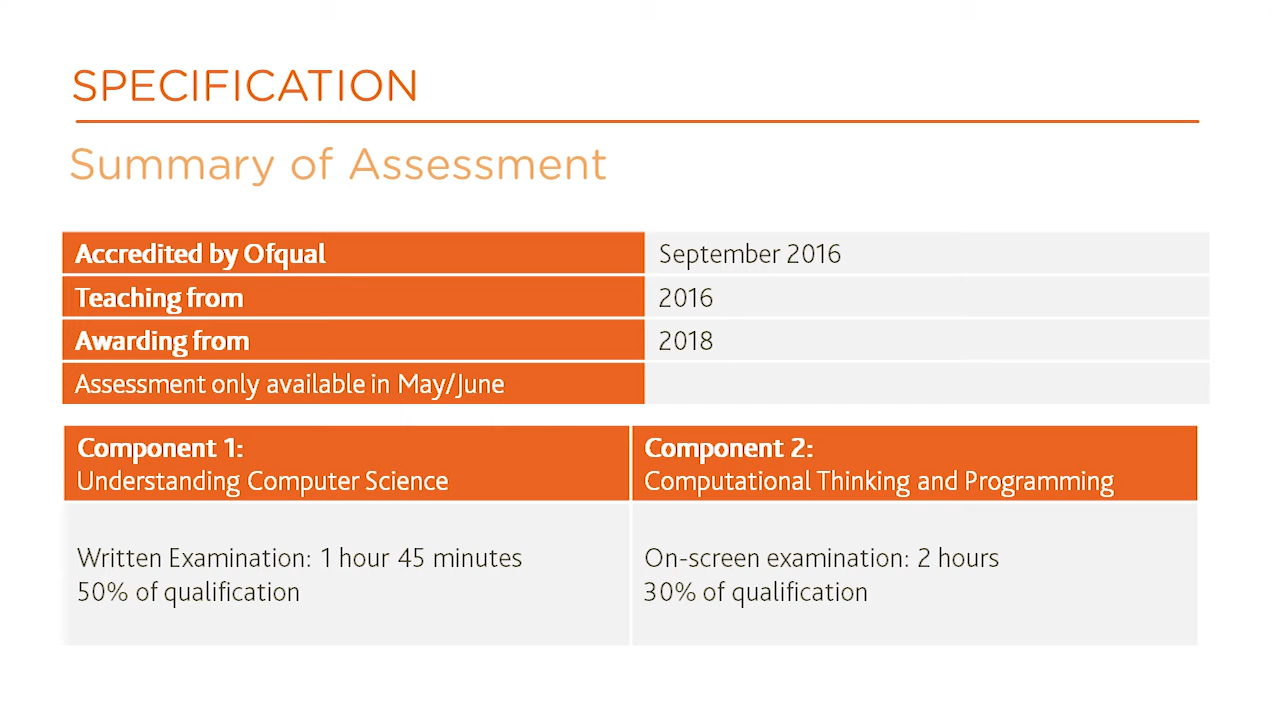 SPECIFICATION
Summary of Assessment
Accredited by Ofqual September 2016
Teaching from 2016
Awarding from 2018
Assessment only available in May/June
Component 1:
Understanding Computer Science
Written Examination: 1 hour 45 minutes
50% of qualification
Component 2:
Computational Thinking and Programming
On-screen examination: 2 hours
30% of qualification